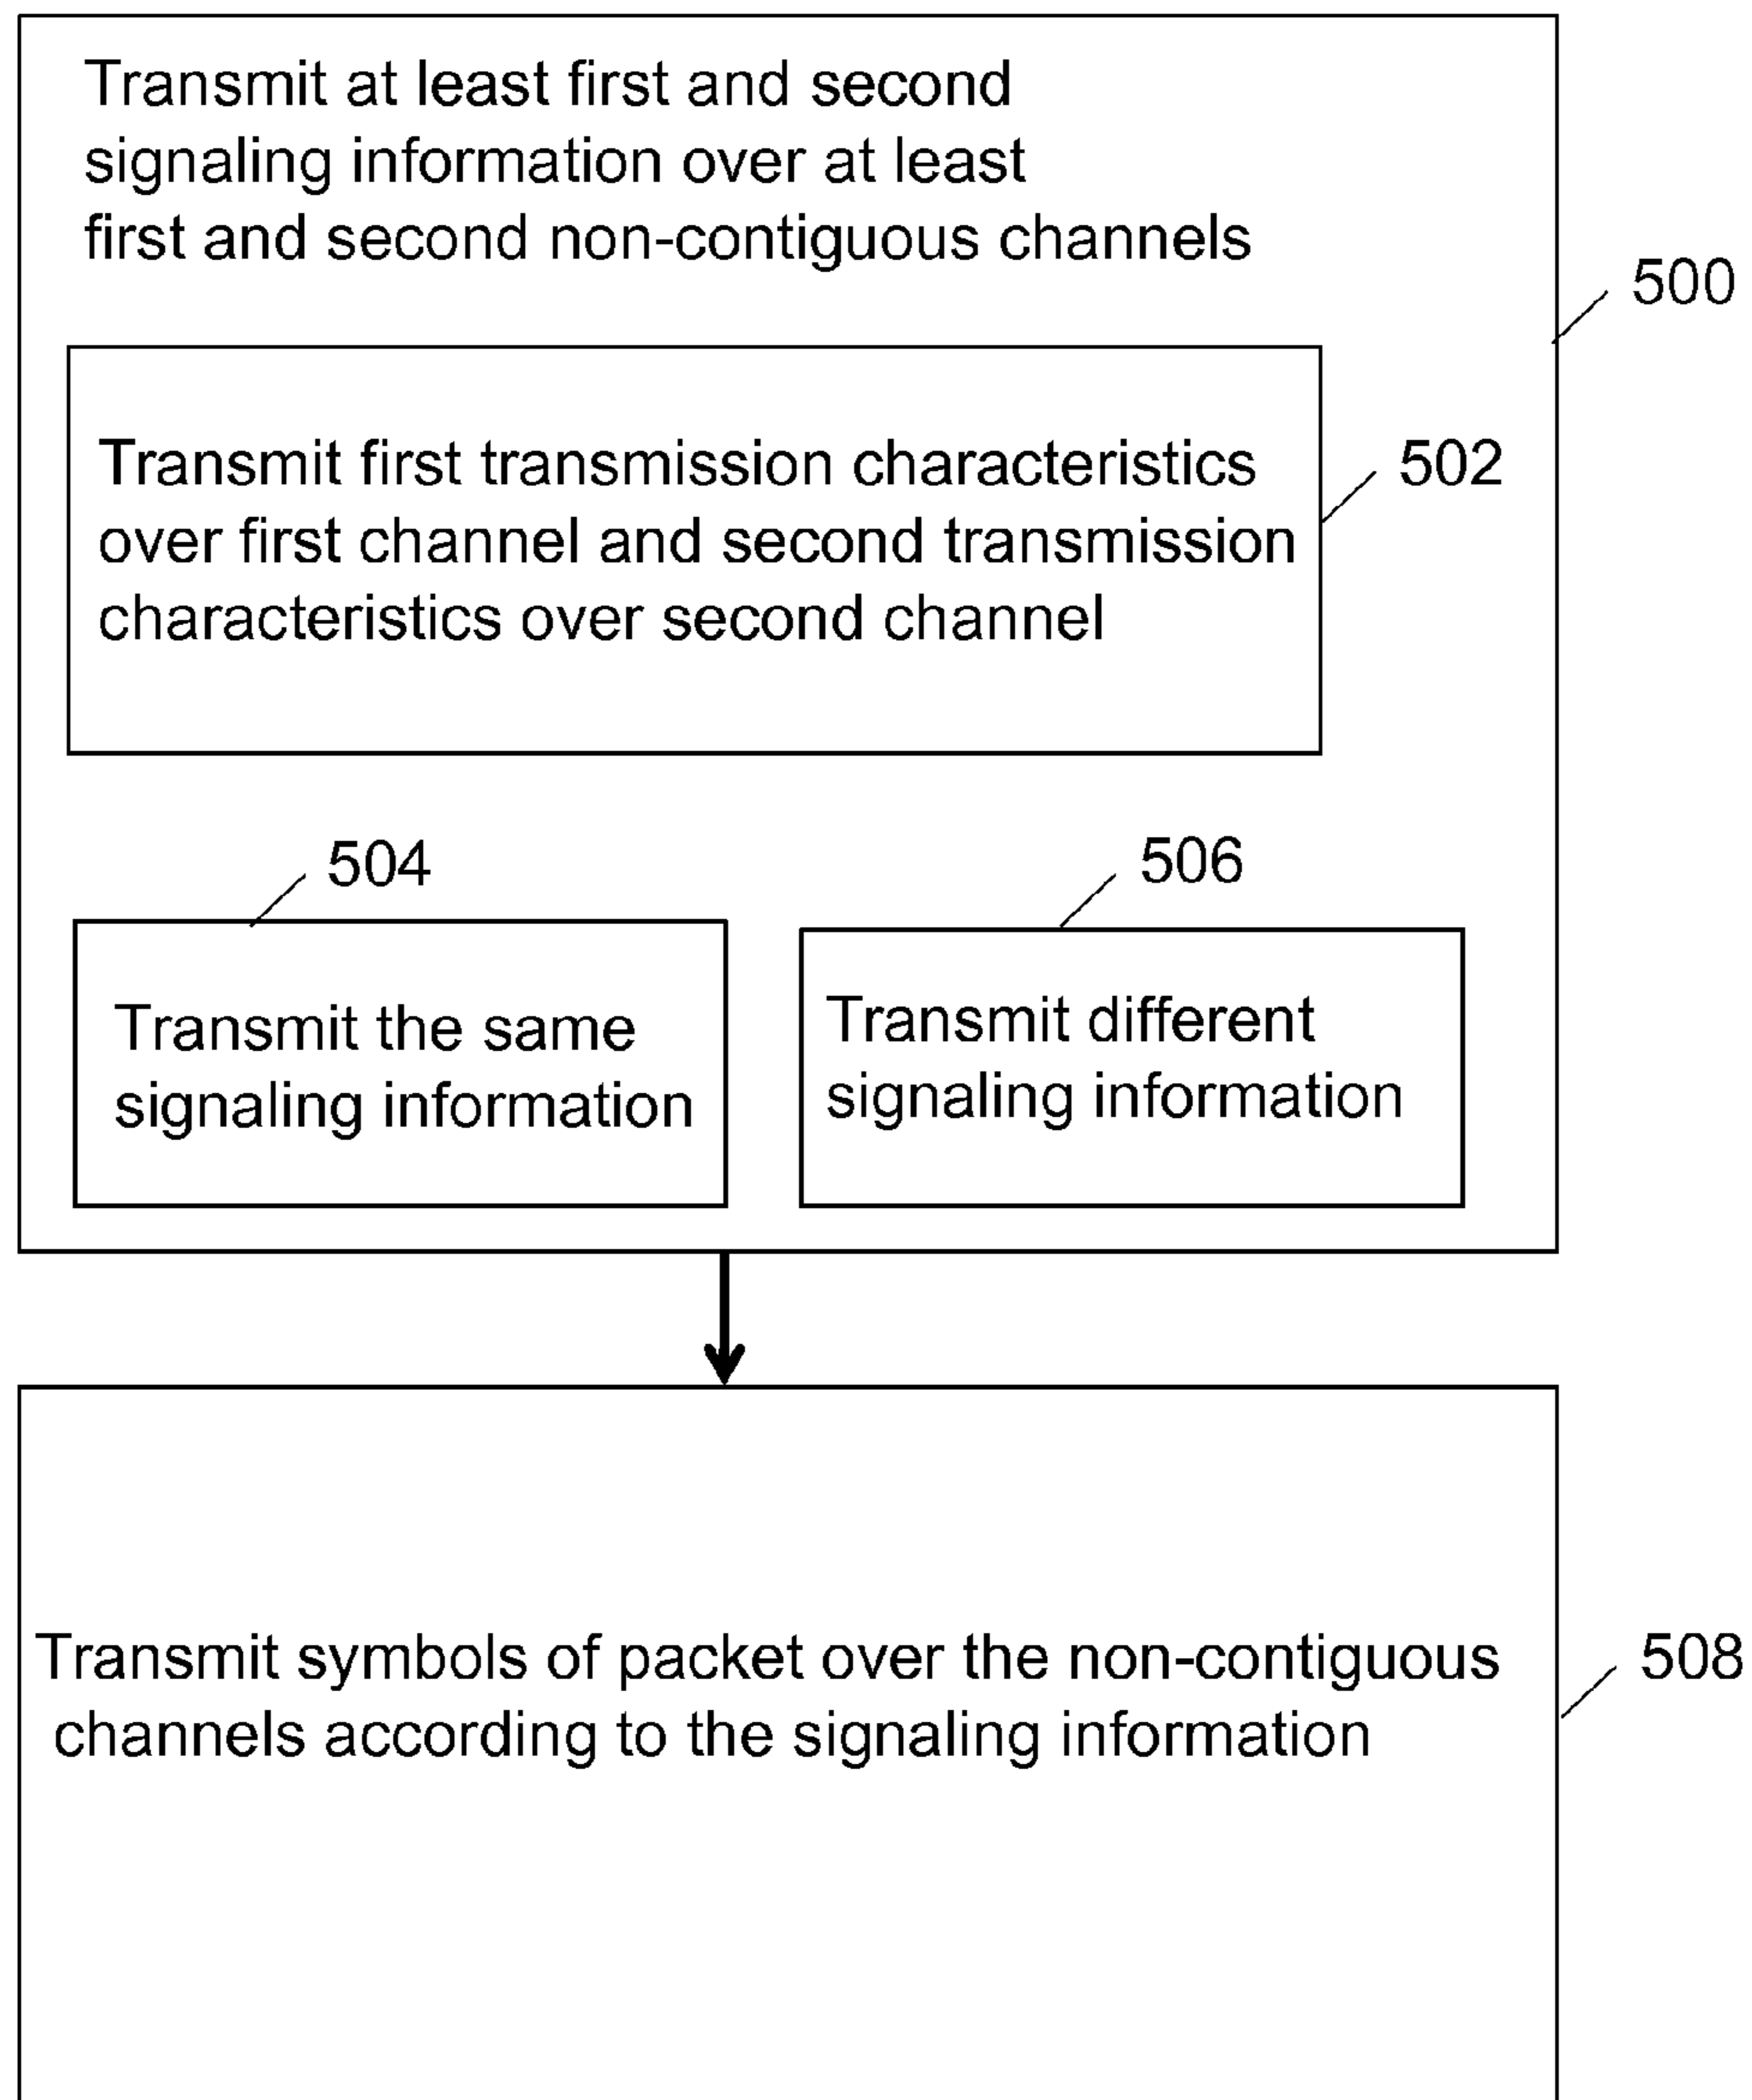 Transmit at least first and second
signaling information over at least
first and second non-contiguous channels
500
Transmit first transmission characteristics
over first channel and second transmission
characteristics over second channel
502
504
506
Transmit the same
signaling information
Transmit different
signaling information
Transmit symbols of packet over the non-contiguous
channels according to the signaling information
508